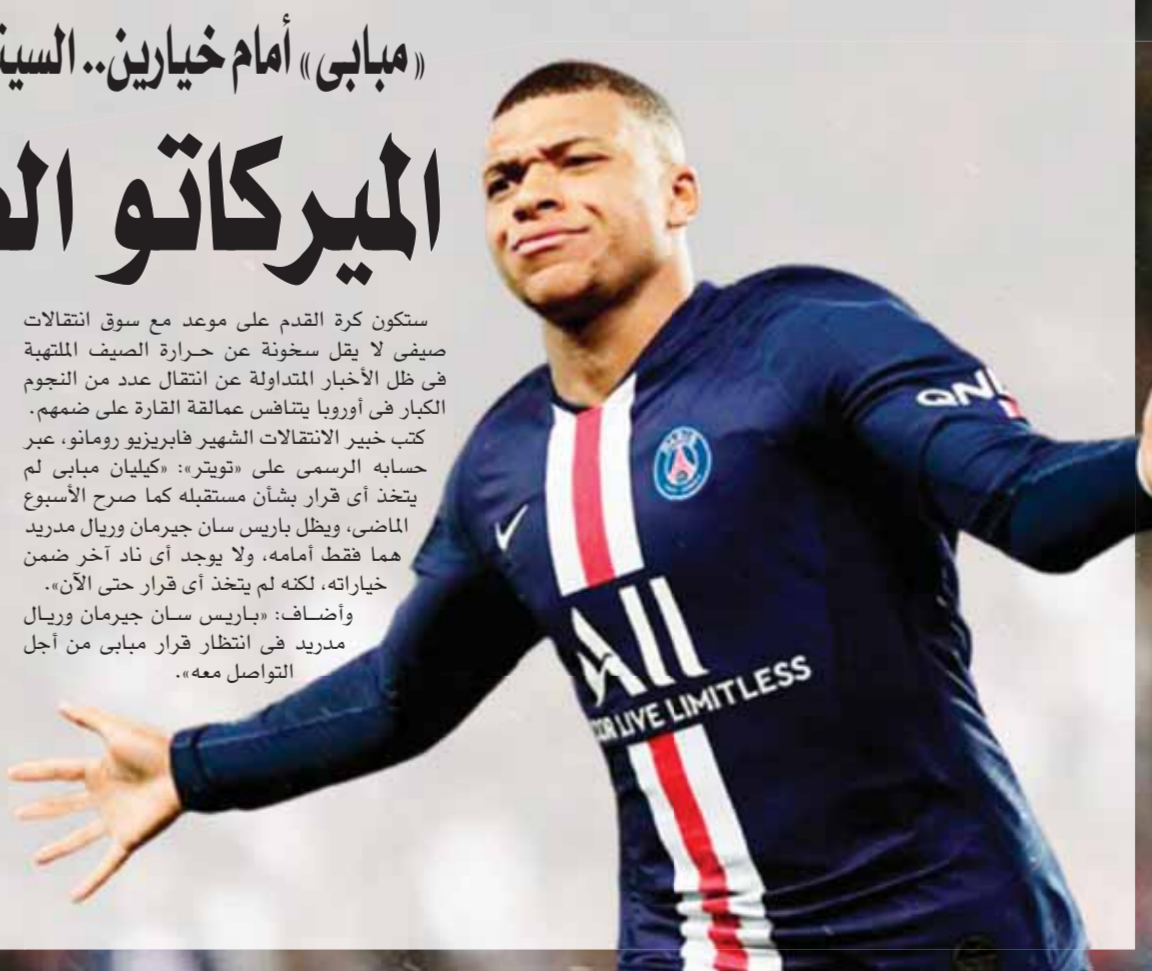 «مبابى» أمام خيارين..
الميركاتو
ستكون كرة القدم على موعد مع سوق انتقالات
صيفى لا يقل سخونة عن حرارة الصيف الملتهبة
فى ظل الأخبار المتداولة عن انتقال عدد من النجوم
الكبار فى أوروبا يتنافس عمالقة القارة على ضمهم.
كتب خبير الانتقالات الشهير فابريزيو رومانو، عبر
حسابه الرسمى على «تويتر»: «كيليان مبابى لم
يتخذ أى قرار بشأن مستقبله كما صرح الأسبوع
الماضى، ويظل باريس سان جيرمان وريال مدريد
هما فقط أمامه، ولا يوجد أى ناد آخر ضمن
خياراته، لكنه لم يتخذ أى قرار حتى الآن».
وأضاف: «باريس سان جيرمان وريال
مدريد فى انتظار قرار مبابى من أجل
التواصل معه».
PARIS
QN
All
LIVE LIMITLESS